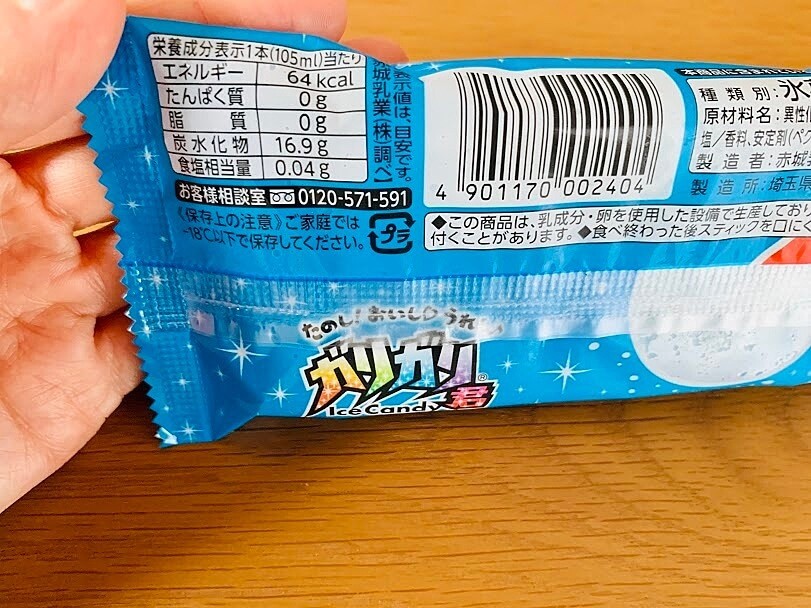 栄養成分表示1本(105ml)当たり
エネルギー 64 kcal
たんぱく質 0g
脂質 0g
炭水化物 16.9g
食塩相当量 0.04g
表示値は、目安です。
赤城乳業(株)調べ
お客様相談室 0120-571-591
《保存上の注意》ご家庭では
-18℃以下で保存してください。
プラ
4 901170 002404
種類別:氷
原材料名:異性化
塩/香料、安定剤(ペク
製造者:赤城
製造所:埼玉県
◆この商品は、乳成分・卵を使用した設備で生産しており
付くことがあります。◆食べ終わった後スティックを口にく
たのし!おいし!うれ
ガリガリ
君
Ice Candy